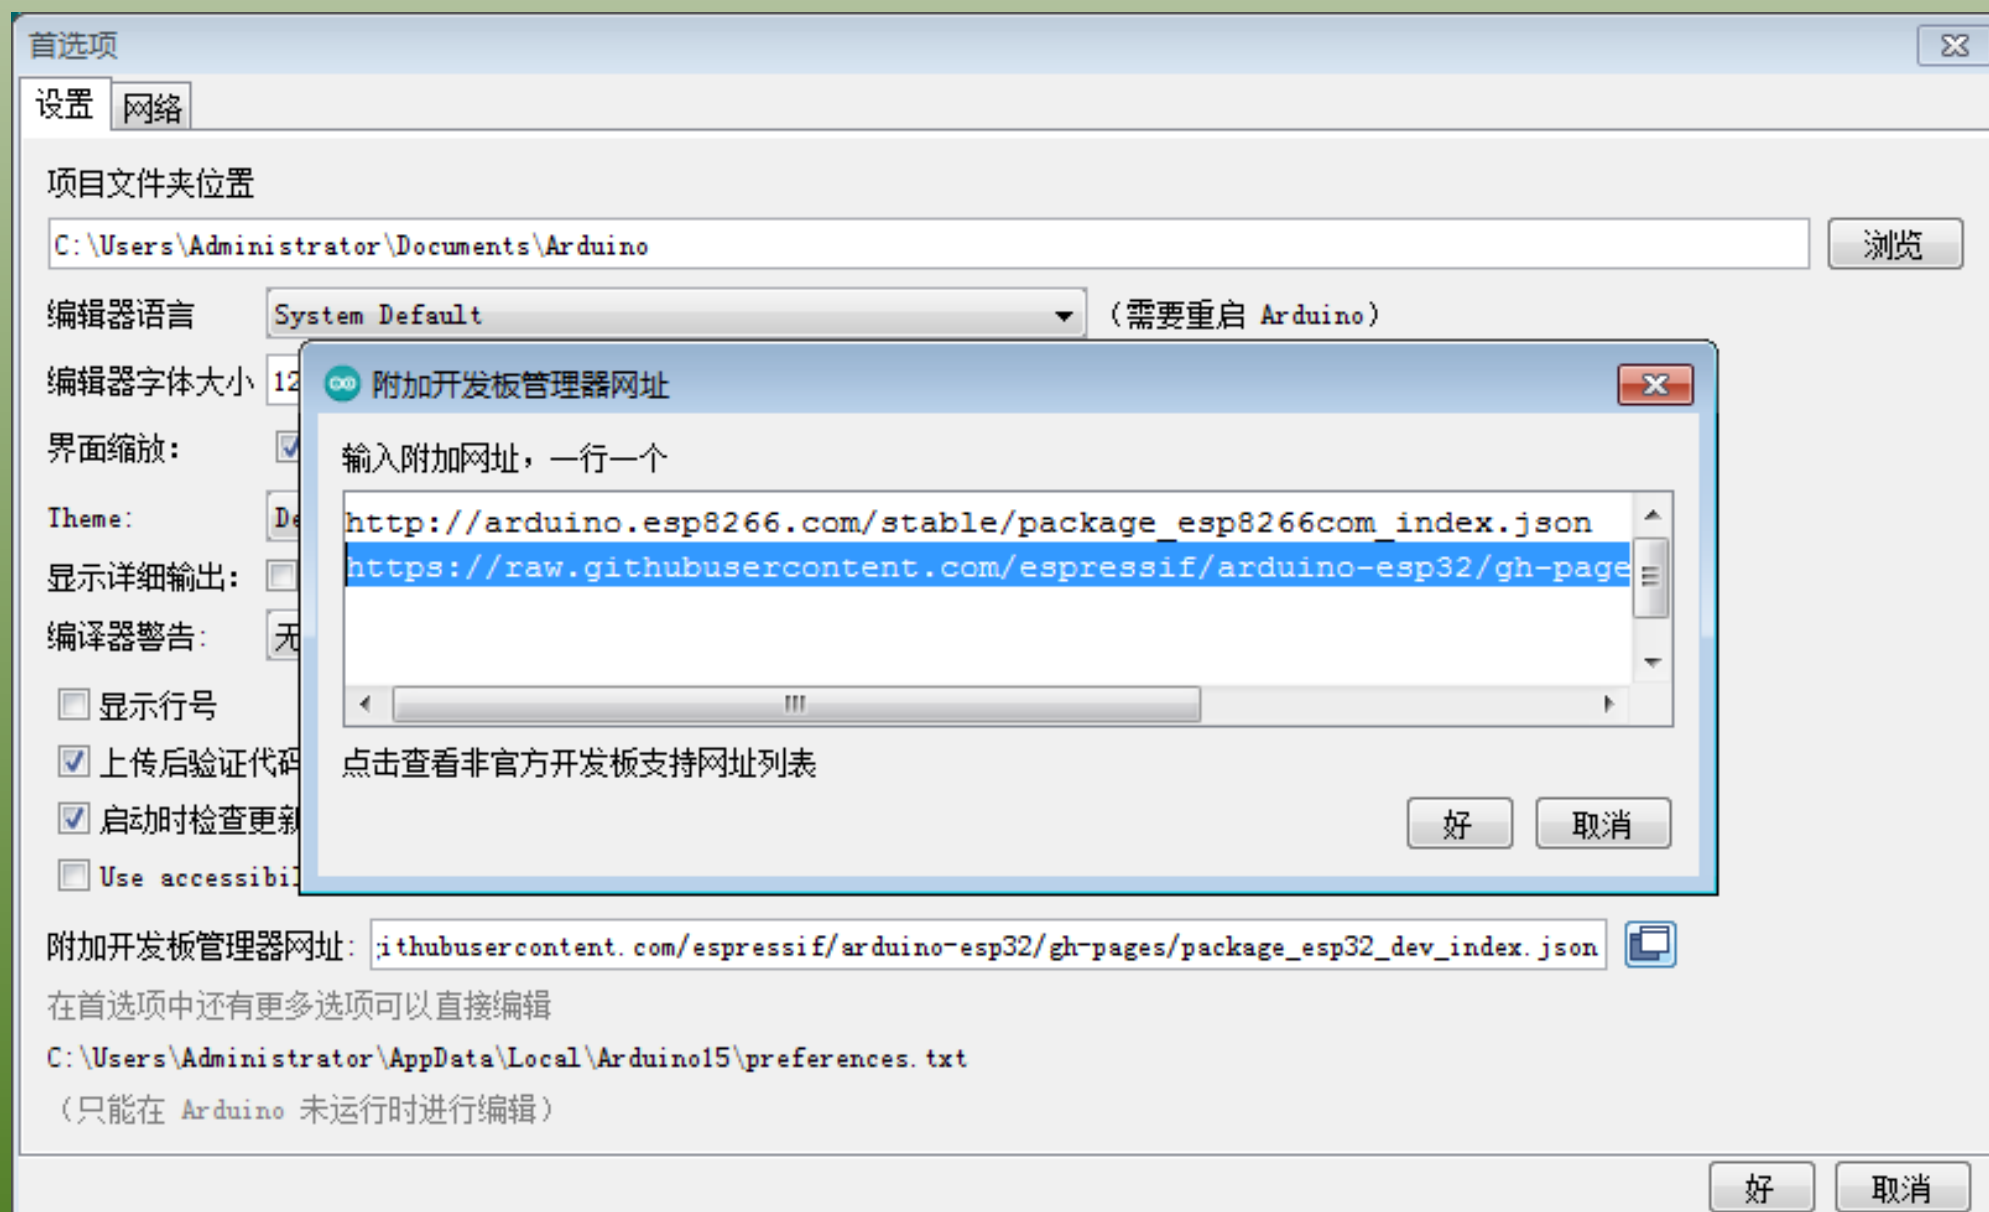 首选项
设置 网络
项目文件夹位置
C:\Users\Administrator\Documents\Arduino 浏览
编辑器语言 System Default （需要重启 Arduino）
编辑器字体大小 12
附加开发板管理器网址
界面缩放：
输入附加网址，一行一个
Theme:
http://arduino.esp8266.com/stable/package_esp8266com_index.json
https://raw.githubusercontent.com/espressif/arduino-esp32/gh-page
显示详细输出：
编译器警告: 无
显示行号
上传后验证代码
点击查看非官方开发板支持网址列表
启动时检查更新
好 取消
Use accessibil
附加开发板管理器网址: ithubusercontent.com/espressif/arduino-esp32/gh-pages/package_esp32_dev_index.json
在首选项中还有更多选项可以直接编辑
C:\Users\Administrator\AppData\Local\Arduino15\preferences.txt
（只能在 Arduino 未运行时进行编辑）
好 取消